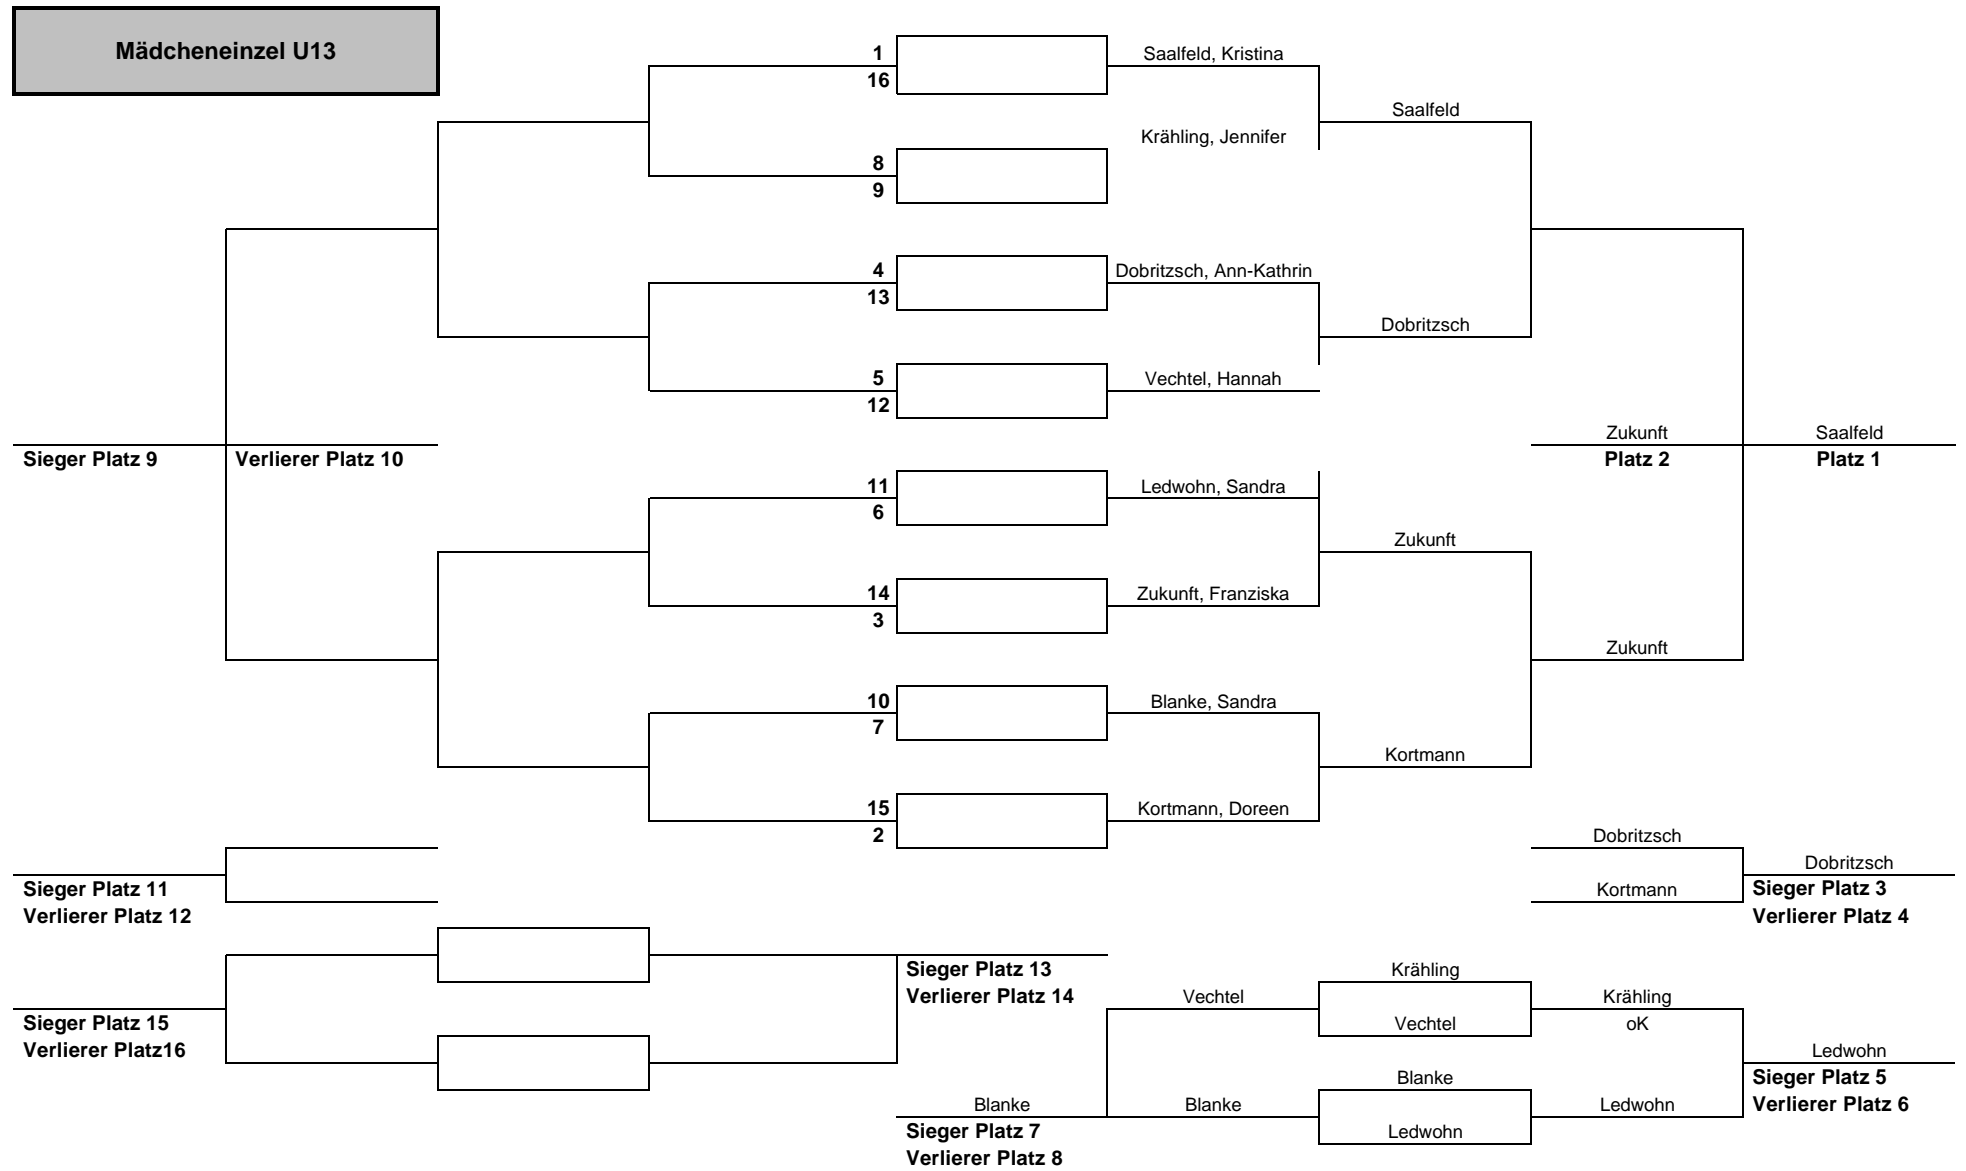 Mädcheneinzel U13
1 Saalfeld, Kristina
16
Saalfeld
Krähling, Jennifer
8
9
4 Dobritzsch, Ann-Kathrin
13
Dobritzsch
5 Vechtel, Hannah
12
Zukunft Saalfeld
Sieger Platz 9 Verlierer Platz 10 Platz 2 Platz 1
11 Ledwohn, Sandra
6
Zukunft
14 Zukunft, Franziska
3
Zukunft
10 Blanke, Sandra
7
Kortmann
15 Kortmann, Doreen
2
Dobritzsch
Dobritzsch
Sieger Platz 11 Kortmann Sieger Platz 3
Verlierer Platz 12 Verlierer Platz 4
Sieger Platz 13 Krähling
Verlierer Platz 14 Vechtel Krähling
Sieger Platz 15 Vechtel oK
Verlierer Platz16 Ledwohn
Blanke Sieger Platz 5
Blanke Blanke Ledwohn Verlierer Platz 6
Sieger Platz 7 Ledwohn
Verlierer Platz 8